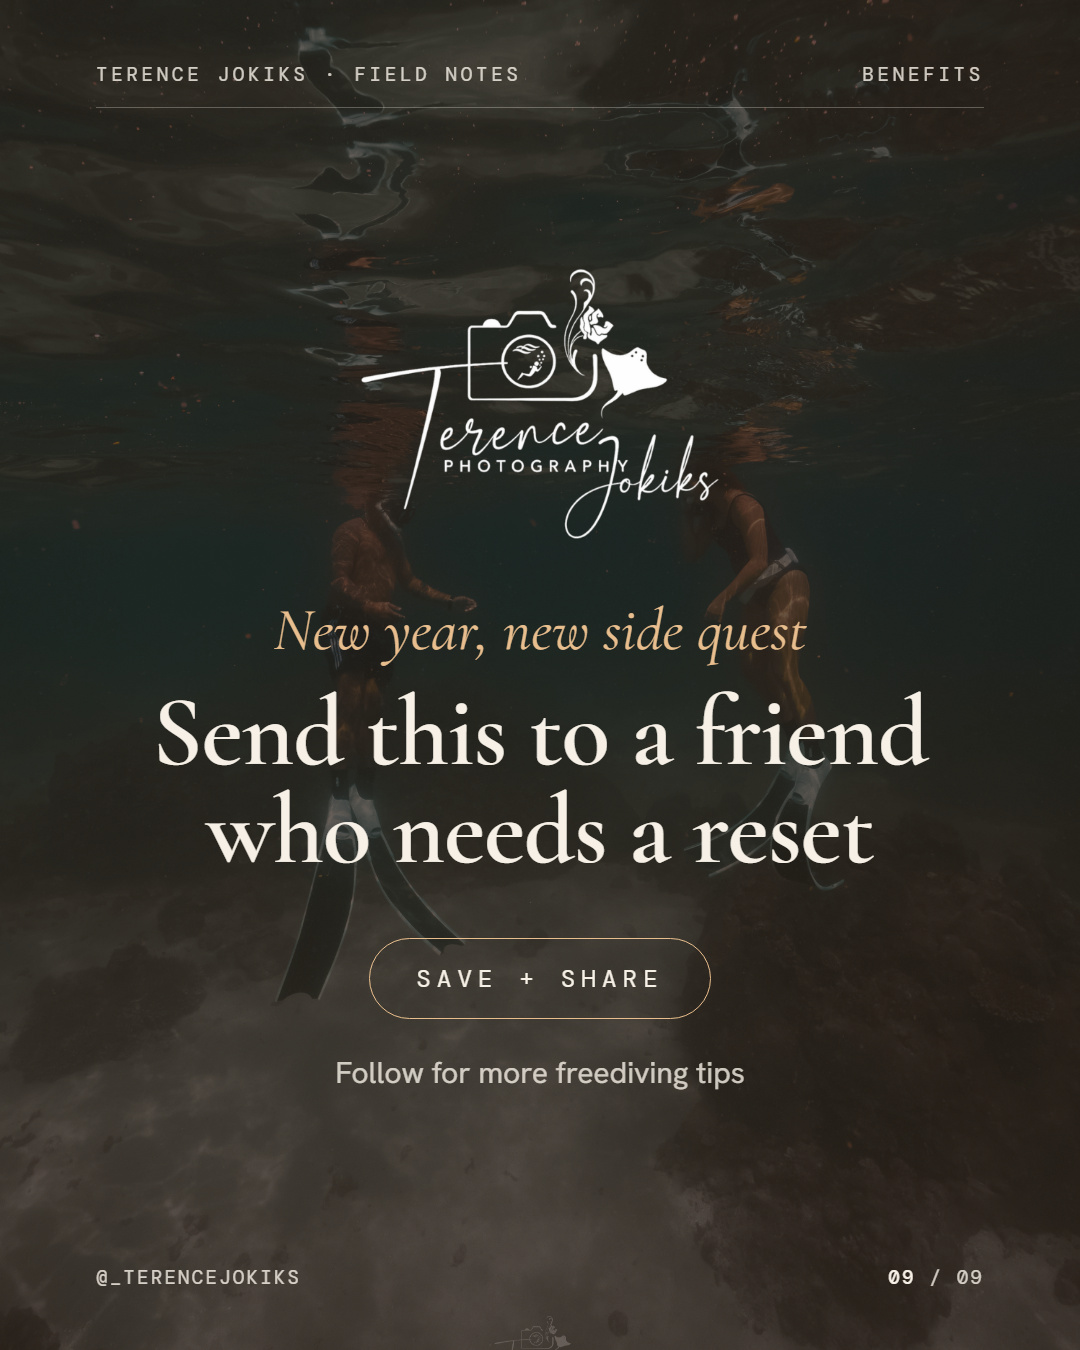 TERENCE JOKIKS · FIELD NOTES
BENEFITS
Terence
PHOTOGRAPHY
Jokiks
New year, new side quest
Send this to a friend
who needs a reset
SAVE + SHARE
Follow for more freediving tips
@_TERENCEJOKIKS
09 / 09